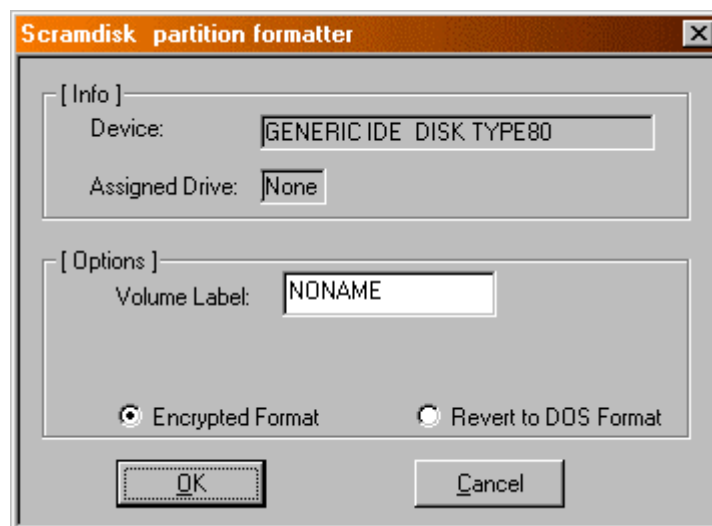 Scramdisk partition formatter
[ Info ]
Device: GENERIC IDE DISK TYPE80
Assigned Drive: None
[ Options ]
Volume Label: NONAME
Encrypted Format Revert to DOS Format
OK Cancel